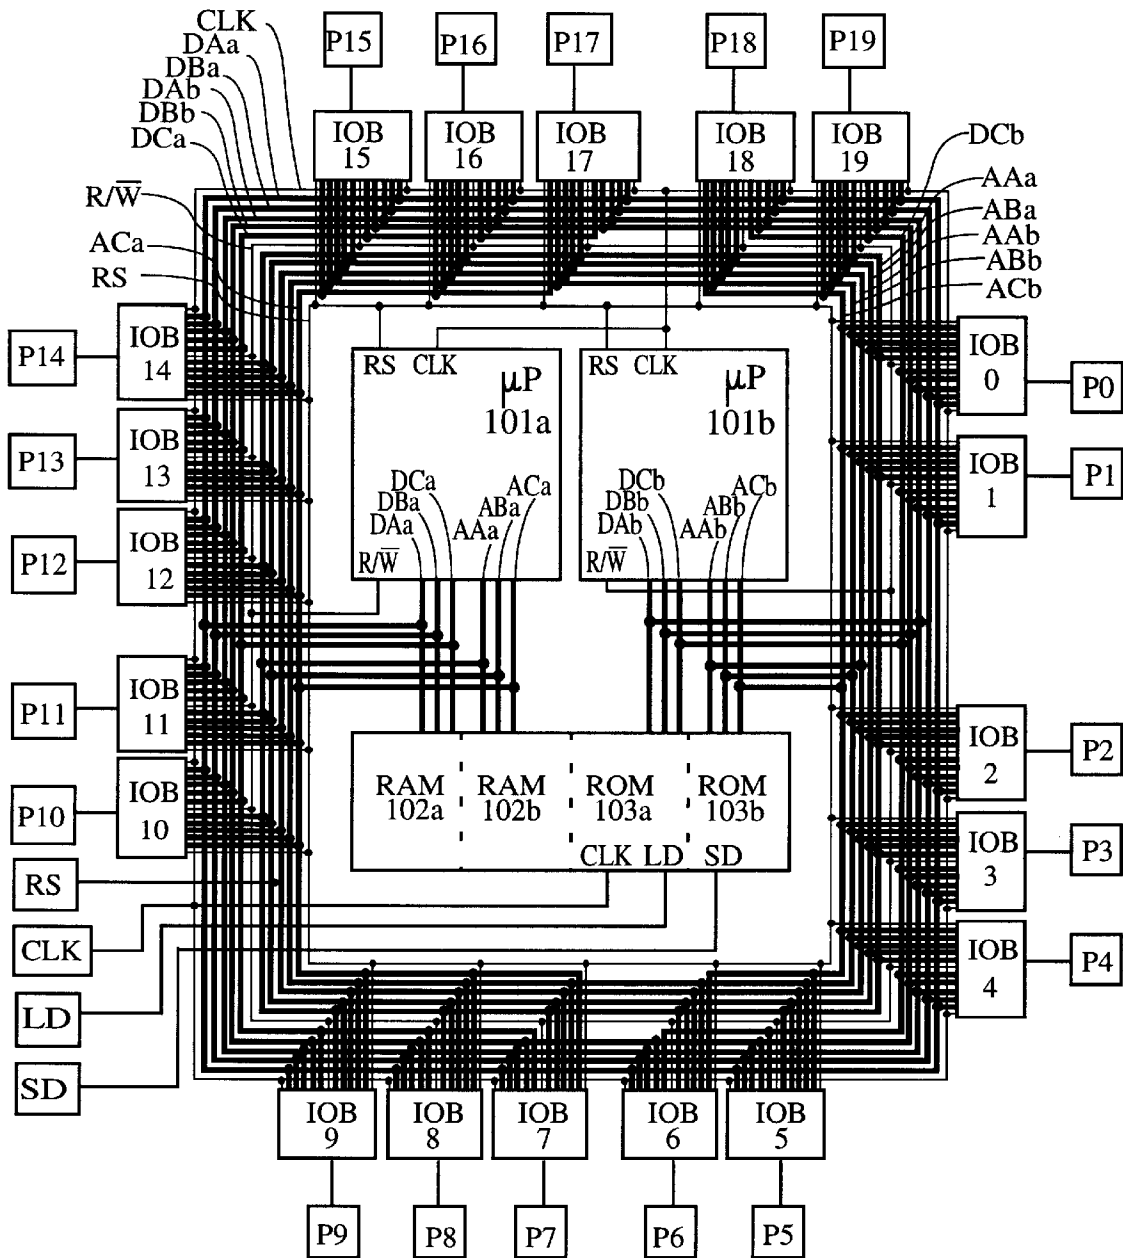 CLK
DAa
DBa
DAb
DBb
DCa
R/W̅
ACa
RS
P15
P16
P17
P18
P19
IOB
15
IOB
16
IOB
17
IOB
18
IOB
19
DCb
AAa
ABa
AAb
ABb
ACb
P14
IOB
14
P13
IOB
13
P12
IOB
12
P11
IOB
11
P10
IOB
10
RS
CLK
LD
SD
RS CLK
μP
101a
DCa
DBa
DAa
ACa
ABa
AAa
R/W̅
RS CLK
μP
101b
DCb
DBb
DAb
ACb
ABb
AAb
R/W̅
RAM
102a
RAM
102b
ROM
103a
ROM
103b
CLK LD SD
IOB
0
P0
IOB
1
P1
IOB
2
P2
IOB
3
P3
IOB
4
P4
IOB
9
IOB
8
IOB
7
IOB
6
IOB
5
P9
P8
P7
P6
P5